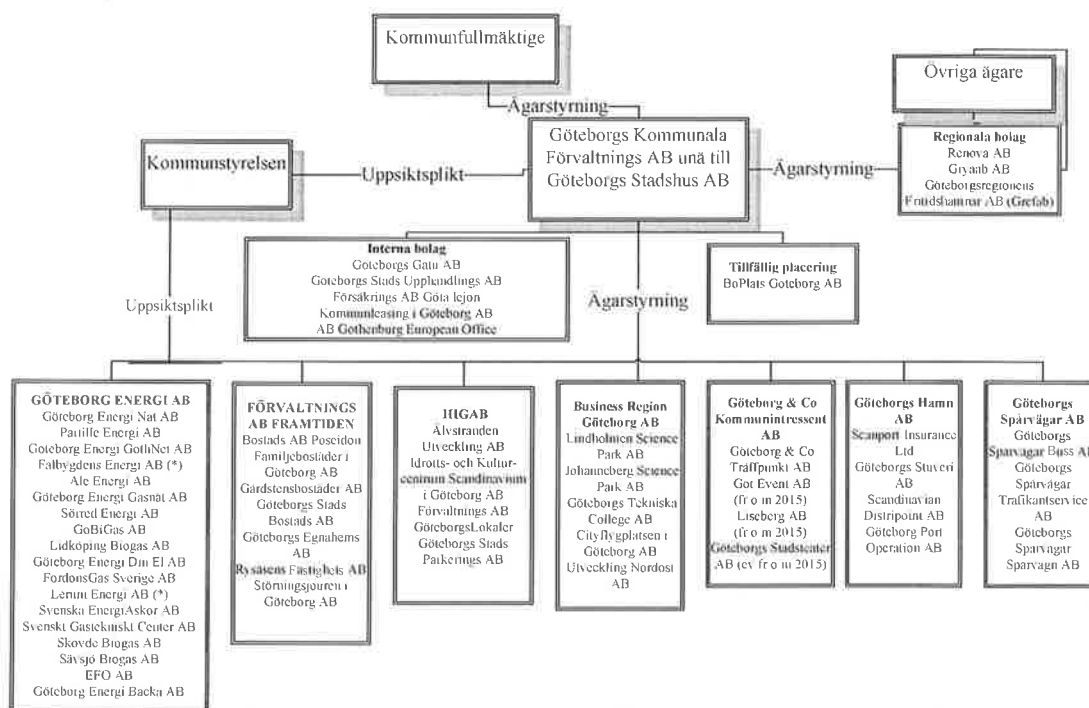 Kommunfullmäktige
Övriga ägare
Ägarstyrning
Göteborgs Kommunala
Förvaltnings AB unä till
Göteborgs Stadshus AB
Kommunstyrelsen
Uppsiktsplikt
Ägarstyrning
Regionala bolag
Renova AB
Gryaab AB
Göteborgsregionens
Fritidshamnar AB (Grefab)
Interna bolag
Göteborgs Gatu AB
Göteborgs Stads Upphandlings AB
Försäkrings AB Göta lejon
Kommunleasing i Göteborg AB
AB Gothenburg European Office
Tillfällig placering
BoPlats Göteborg AB
Uppsiktsplikt
Ägarstyrning
GÖTEBORG ENERGI AB
Göteborg Energi Nät AB
Partille Energi AB
Göteborg Energi GothNet AB
Falbygdens Energi AB (*)
Ale Energi AB
Göteborg Energi Gasnät AB
Sörred Energi AB
GoBiGas AB
Lidköping Biogas AB
Göteborg Energi Din El AB
FordonsGas Sverige AB
Lerum Energi AB (*)
Svenska EnergiAskor AB
Svenskt Gastekniskt Center AB
Skövde Biogas AB
Sävsjö Biogas AB
EFO AB
Göteborg Energi Backa AB
FÖRVALTNINGS
AB FRAMTIDEN
Bostads AB Poseidon
Familjebostäder i
Göteborg AB
Gårdstensbostäder AB
Göteborgs Stads
Bostads AB
Göteborgs Egnahems
AB
Rysåsens Fastighets AB
Störningsjouren i
Göteborg AB
HIGAB
Älvstranden
Utveckling AB
Idrotts- och Kultur-
centrum Scandinavium
i Göteborg AB
Förvaltnings AB
GöteborgsLokaler
Göteborgs Stads
Parkerings AB
Business Region
Göteborg AB
Lindholmen Science
Park AB
Johanneberg Science
Park AB
Göteborgs Tekniska
College AB
Cityflygplatsen i
Göteborg AB
Utveckling Nordost
AB
Göteborg & Co
Kommunintressent
AB
Göteborg & Co
Träffpunkt AB
Got Event AB
(fr o m 2015)
Liseberg AB
(fr o m 2015)
Göteborgs Stadsteater
AB (ev fr o m 2015)
Göteborgs Hamn
AB
Scanport Insurance
Ltd
Göteborgs Stuveri
AB
Scandinavian
Distripoint AB
Göteborg Port
Operation AB
Göteborgs
Spårvägar AB
Göteborgs
Spårvägar Buss AB
Göteborgs
Spårvägar
Trafikantservice
AB
Göteborgs
Spårvägar
Spårvagn AB